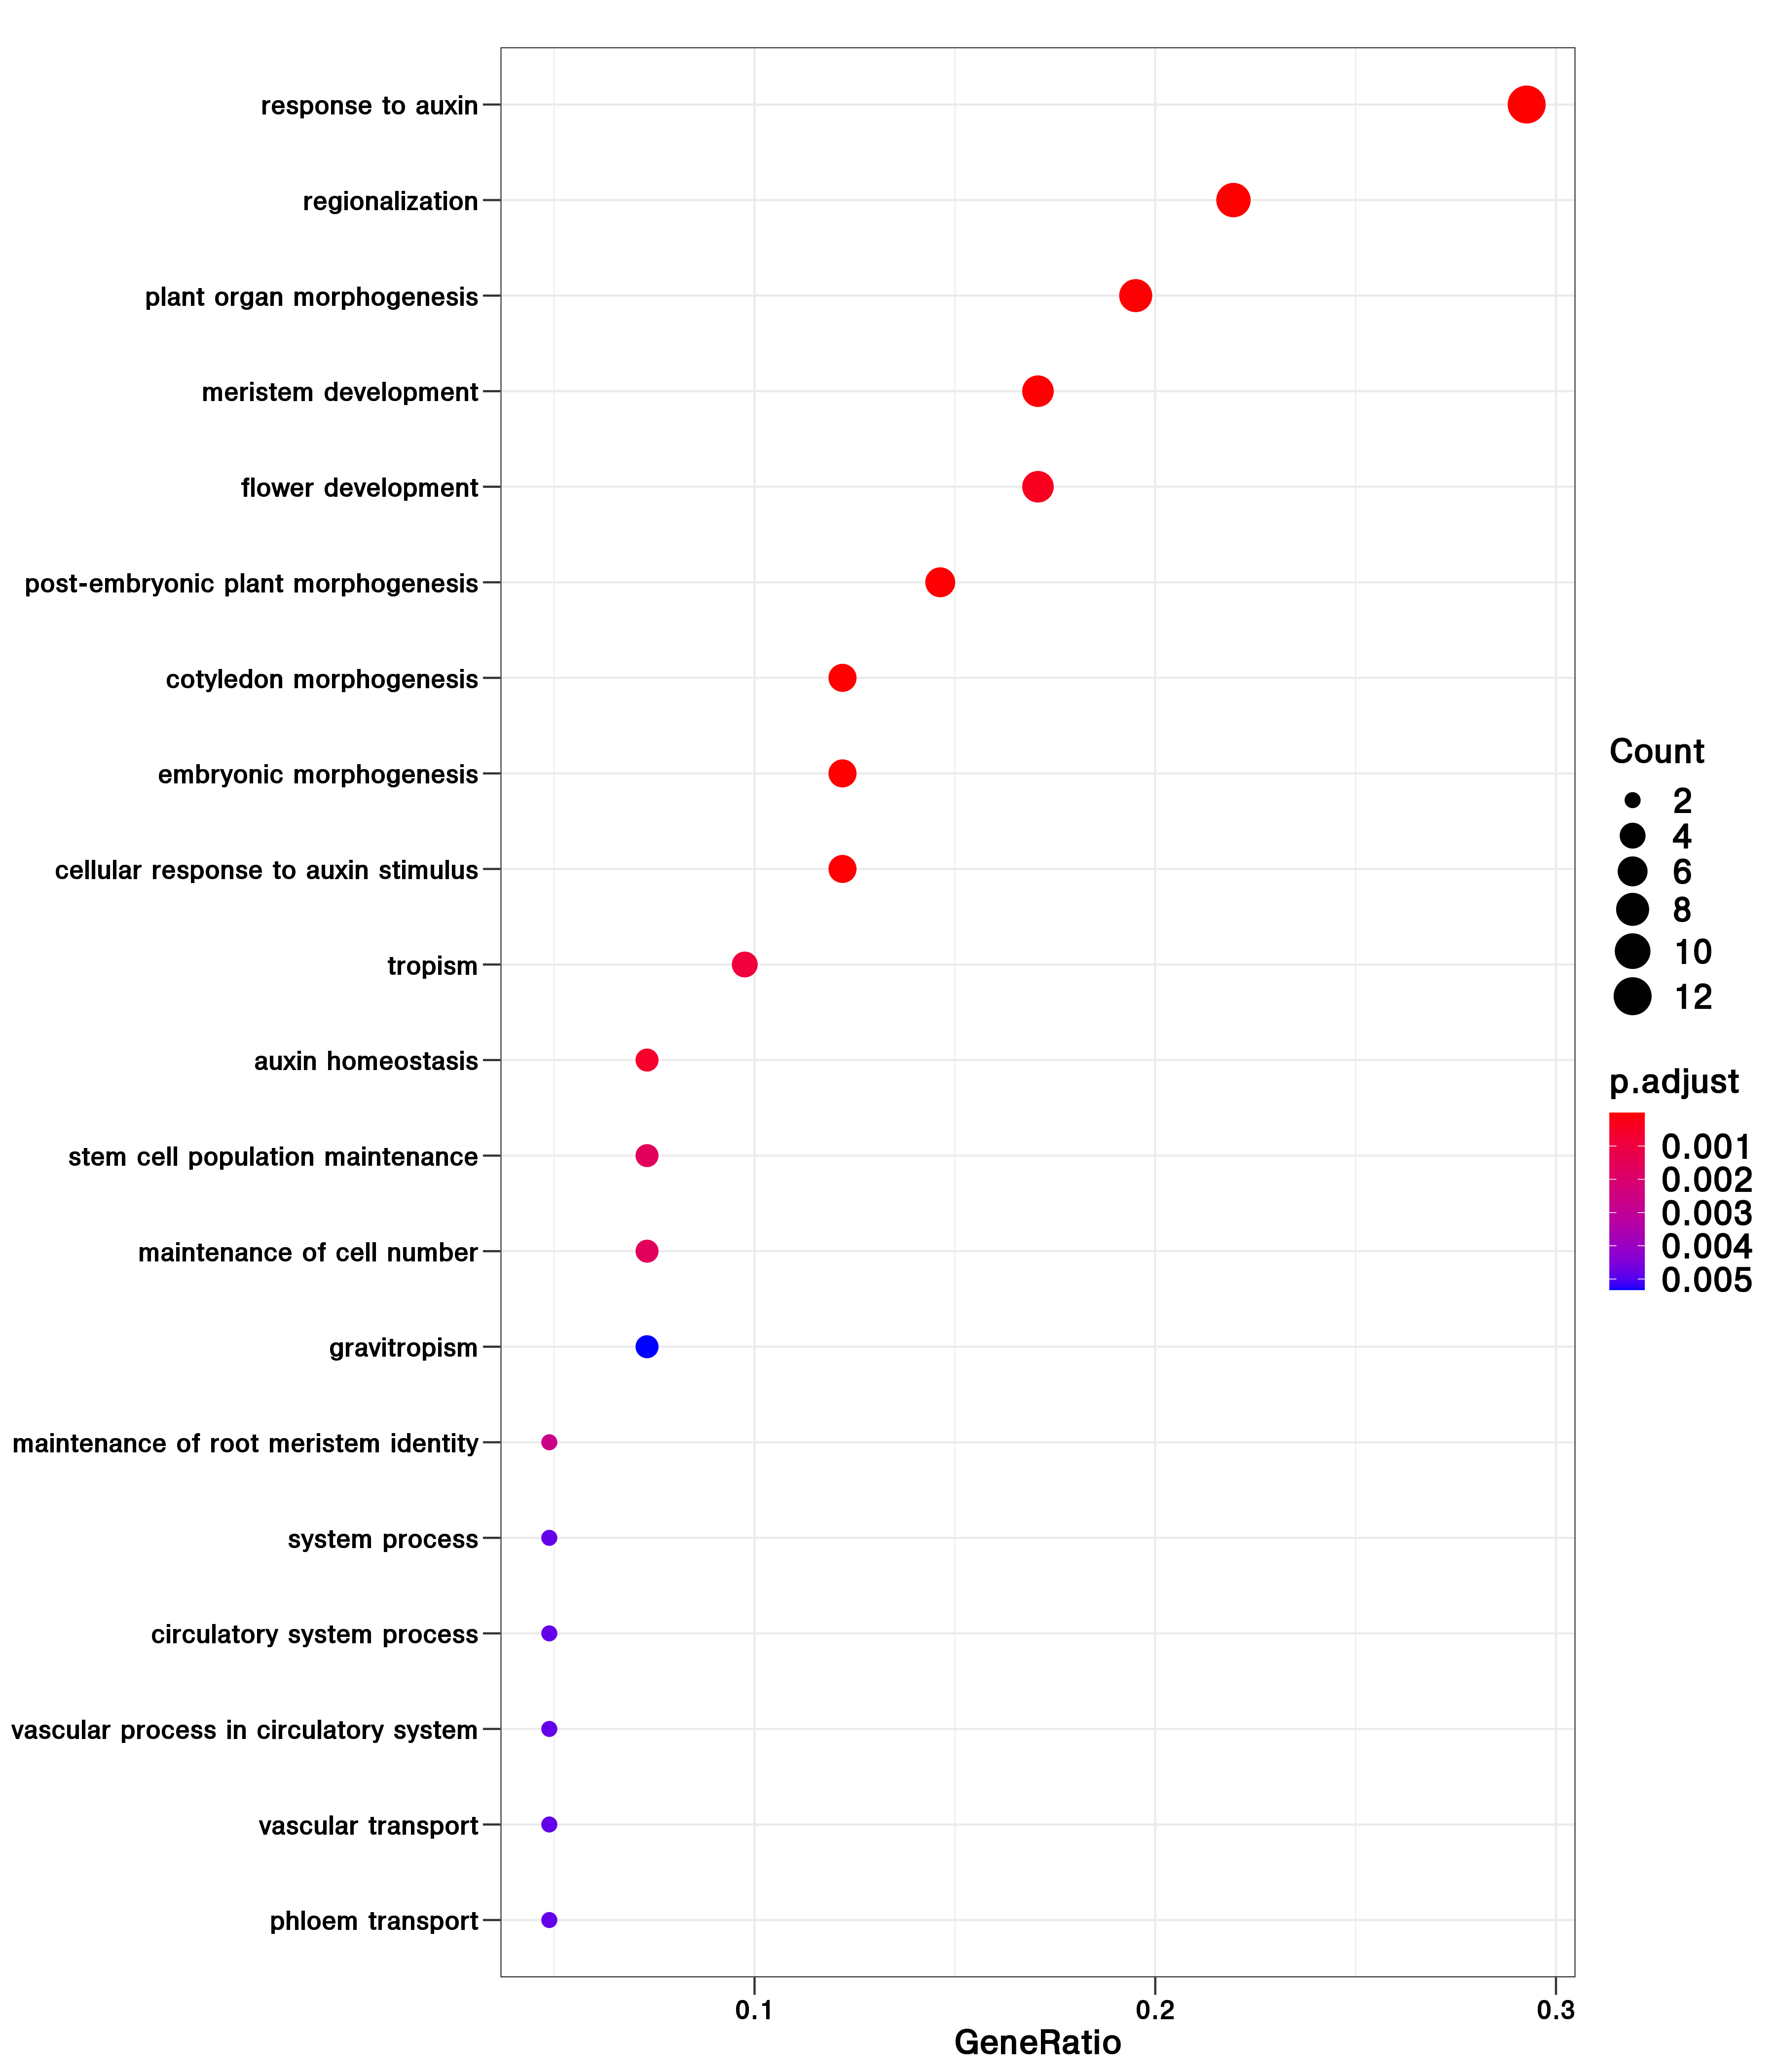 response to auxin
regionalization
plant organ morphogenesis
meristem development
flower development
post-embryonic plant morphogenesis
cotyledon morphogenesis
embryonic morphogenesis
cellular response to auxin stimulus
tropism
auxin homeostasis
stem cell population maintenance
maintenance of cell number
gravitropism
maintenance of root meristem identity
system process
circulatory system process
vascular process in circulatory system
vascular transport
phloem transport
0.1 0.2 0.3
GeneRatio
Count
2
4
6
8
10
12
p.adjust
0.001
0.002
0.003
0.004
0.005